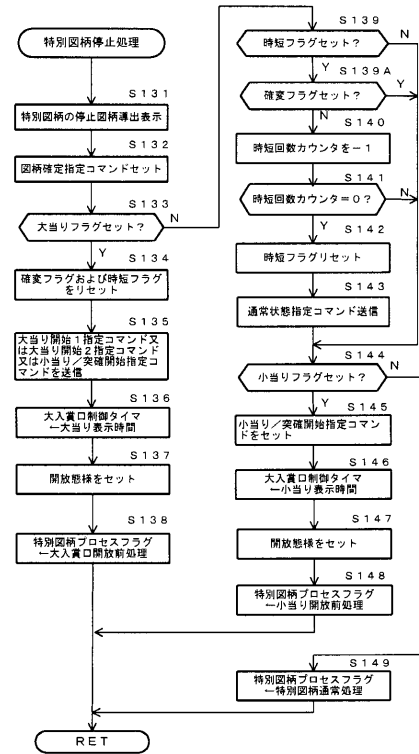 特別図柄停止処理
S131
特別図柄の停止図柄導出表示
S132
図柄確定指定コマンドセット
S133
大当りフラグセット？
N
Y
S134
確変フラグおよび時短フラグ
をリセット
S135
大当り開始１指定コマンド又
は大当り開始２指定コマンド
又は小当り／突確開始指定コ
マンドを送信
S136
大入賞口制御タイマ
←大当り表示時間
S137
開放態様をセット
S138
特別図柄プロセスフラグ
←大入賞口開放前処理
RET
S139
時短フラグセット？
N
Y
S139A
確変フラグセット？
Y
N
S140
時短回数カウンタを－１
S141
時短回数カウンタ＝０？
N
Y
S142
時短フラグリセット
S143
通常状態指定コマンド送信
S144
小当りフラグセット？
N
Y
S145
小当り／突確開始指定コマン
ドをセット
S146
大入賞口制御タイマ
←小当り表示時間
S147
開放態様をセット
S148
特別図柄プロセスフラグ
←小当り開放前処理
S149
特別図柄プロセスフラグ
←特別図柄通常処理